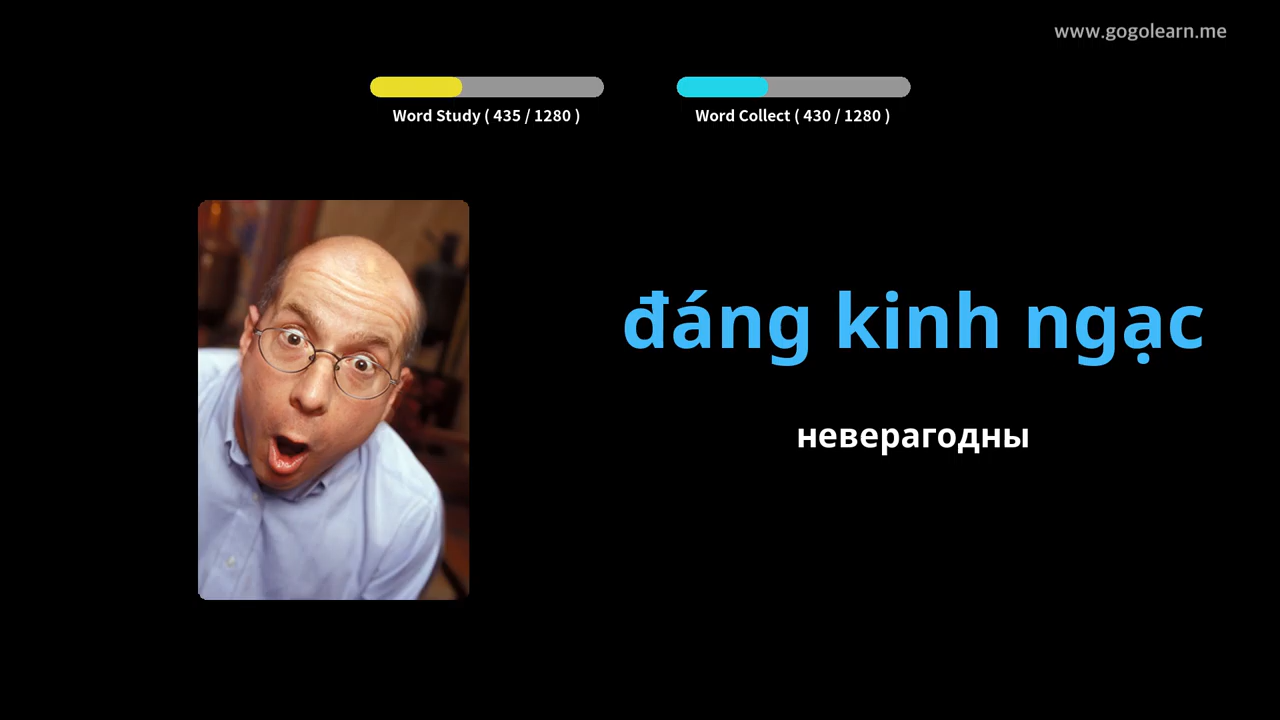 www.gogolearn.me
Word Study ( 435 / 1280 )
Word Collect ( 430 / 1280 )
đáng kinh ngạc
неверагодны